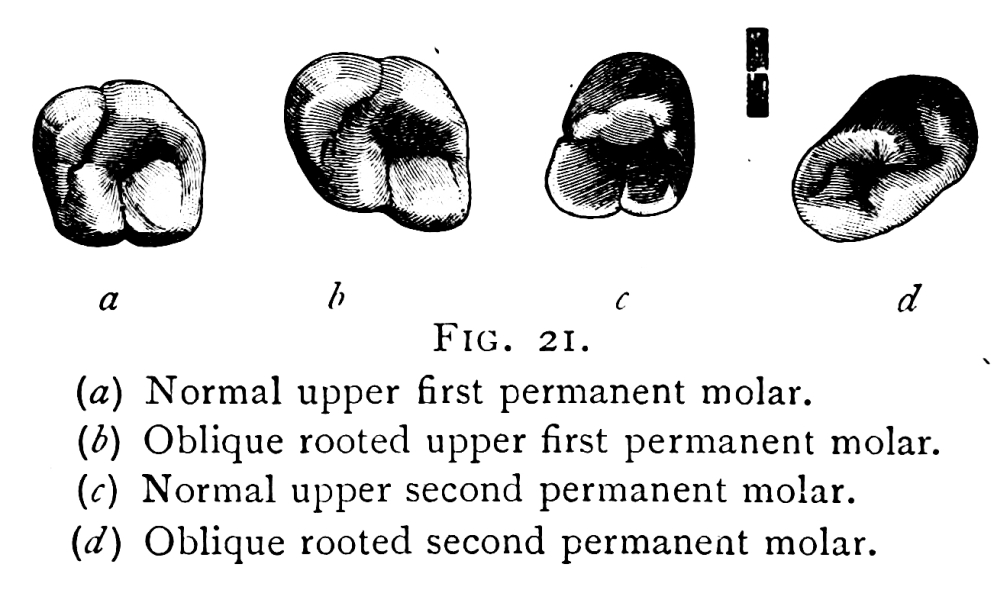 a b c d
FIG. 21.
(a) Normal upper first permanent molar.
(b) Oblique rooted upper first permanent molar.
(c) Normal upper second permanent molar.
(d) Oblique rooted second permanent molar.